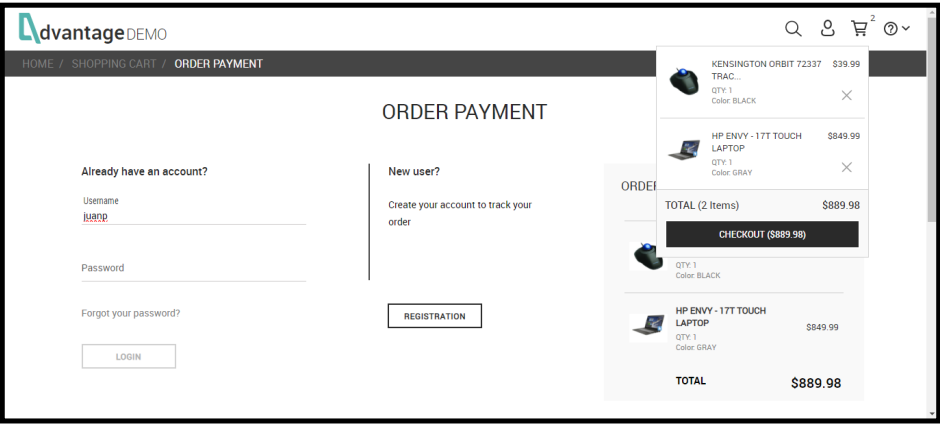 dvantage DEMO
2
HOME / SHOPPING CART / ORDER PAYMENT
ORDER PAYMENT
Already have an account?
Username
juanp
Password
Forgot your password?
LOGIN
New user?
Create your account to track your
order
REGISTRATION
KENSINGTON ORBIT 72337 $39.99
TRAC...
QTY: 1
Color: BLACK
HP ENVY - 17T TOUCH $849.99
LAPTOP
QTY: 1
Color: GRAY
TOTAL (2 Items) $889.98
CHECKOUT ($889.98)
ORDE
QTY: 1
Color: BLACK
HP ENVY - 17T TOUCH
LAPTOP
$849.99
QTY: 1
Color: GRAY
TOTAL $889.98